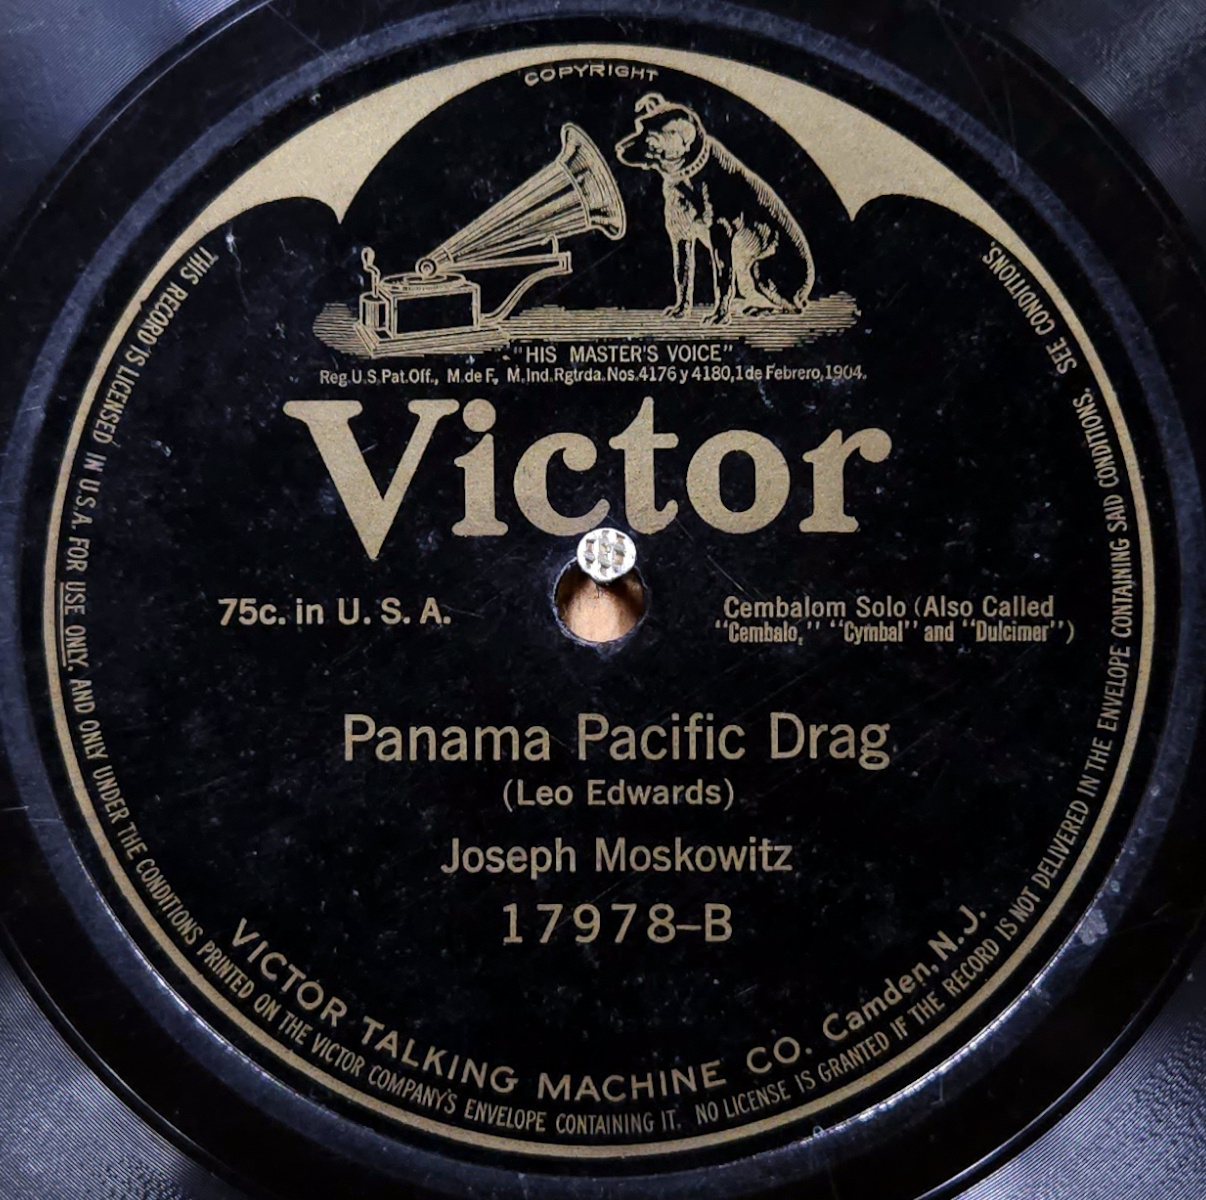 COPYRIGHT
"HIS MASTER'S VOICE"
Reg.U.S.Pat.Off., M.de F., M.Ind.Rgtrda.Nos.4176 y 4180,1 de Febrero,1904.
Victor
75c. in U. S. A.
Cembalom Solo (Also Called
"Cembalo," "Cymbal" and "Dulcimer")
Panama Pacific Drag
(Leo Edwards)
Joseph Moskowitz
17978-B
VICTOR TALKING MACHINE CO. Camden, N.J.
THIS RECORD IS LICENSED IN U.S.A. FOR USE ONLY, AND ONLY UNDER THE CONDITIONS PRINTED ON THE VICTOR COMPANY'S ENVELOPE CONTAINING IT. NO LICENSE IS GRANTED IF THE RECORD IS NOT DELIVERED IN THE ENVELOPE CONTAINING SAID CONDITIONS. SEE CONDITIONS.